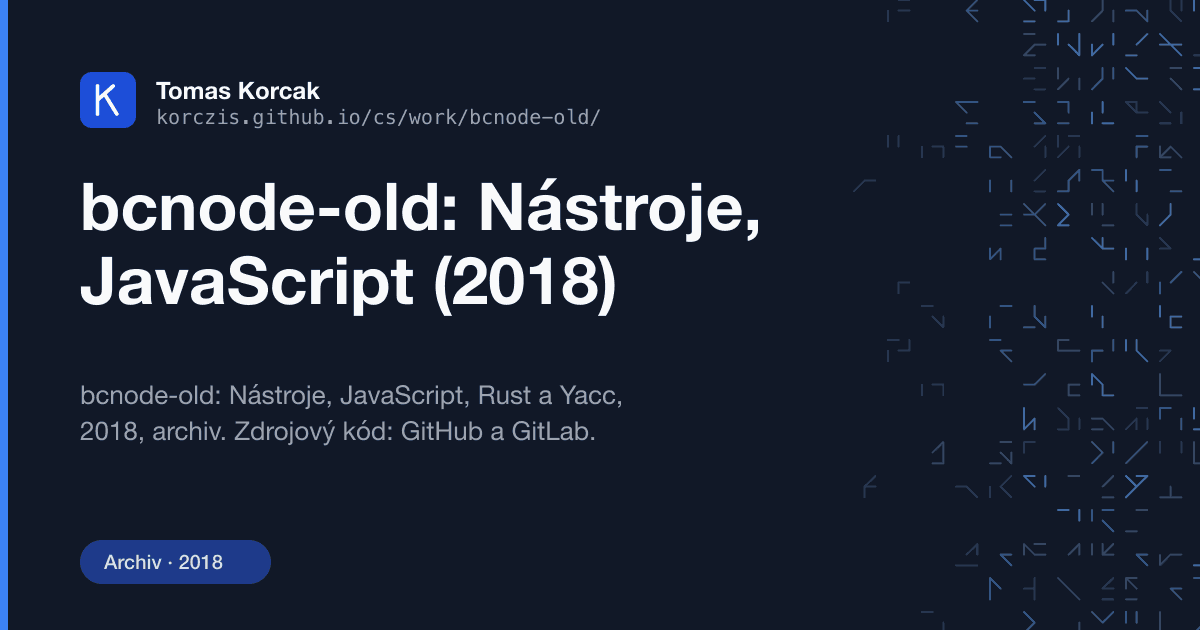 K
Tomas Korcak
korczis.github.io/cs/work/bcnode-old/
bcnode-old: Nástroje,
JavaScript (2018)
bcnode-old: Nástroje, JavaScript, Rust a Yacc,
2018, archiv. Zdrojový kód: GitHub a GitLab.
Archiv · 2018